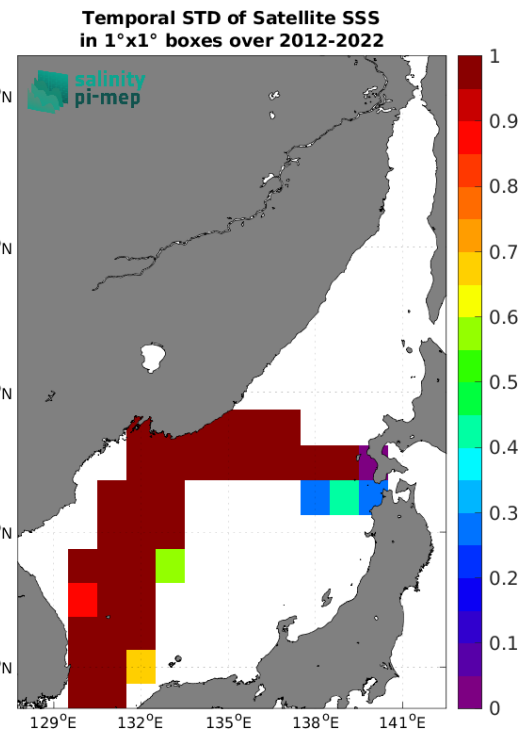 Temporal STD of Satellite SSS
in 1°x1° boxes over 2012-2022
salinity
pi-mep
°N
°N
°N
°N
°N
129°E 132°E 135°E 138°E 141°E
1
0.9
0.8
0.7
0.6
0.5
0.4
0.3
0.2
0.1
0